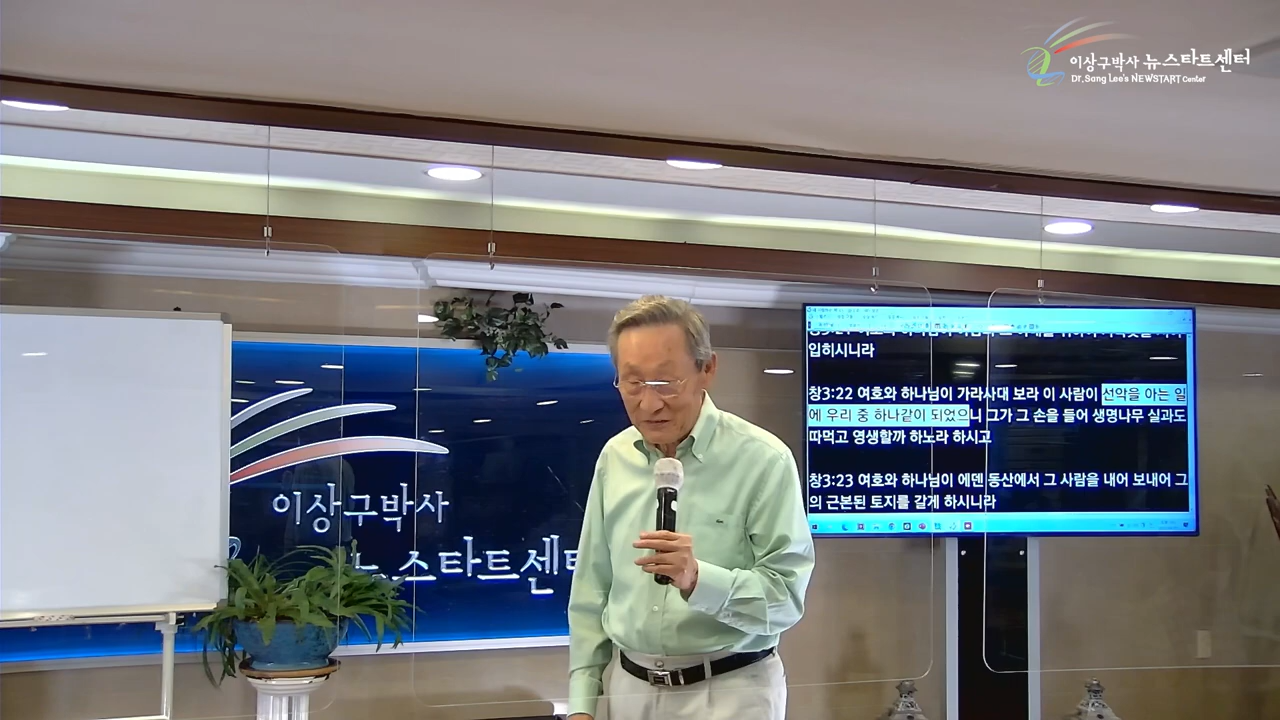 이상구박사 뉴스타트센터
Dr. Sang Lee's NEWSTART Center
이상구박사
뉴스타트센터
입히시니라
창3:22 여호와 하나님이 가라사대 보라 이 사람이 선악을 아는 일
에 우리 중 하나같이 되었으니 그가 그 손을 들어 생명나무 실과도
따먹고 영생할까 하노라 하시고
창3:23 여호와 하나님이 에덴 동산에서 그 사람을 내어 보내어 그
의 근본된 토지를 갈게 하시니라